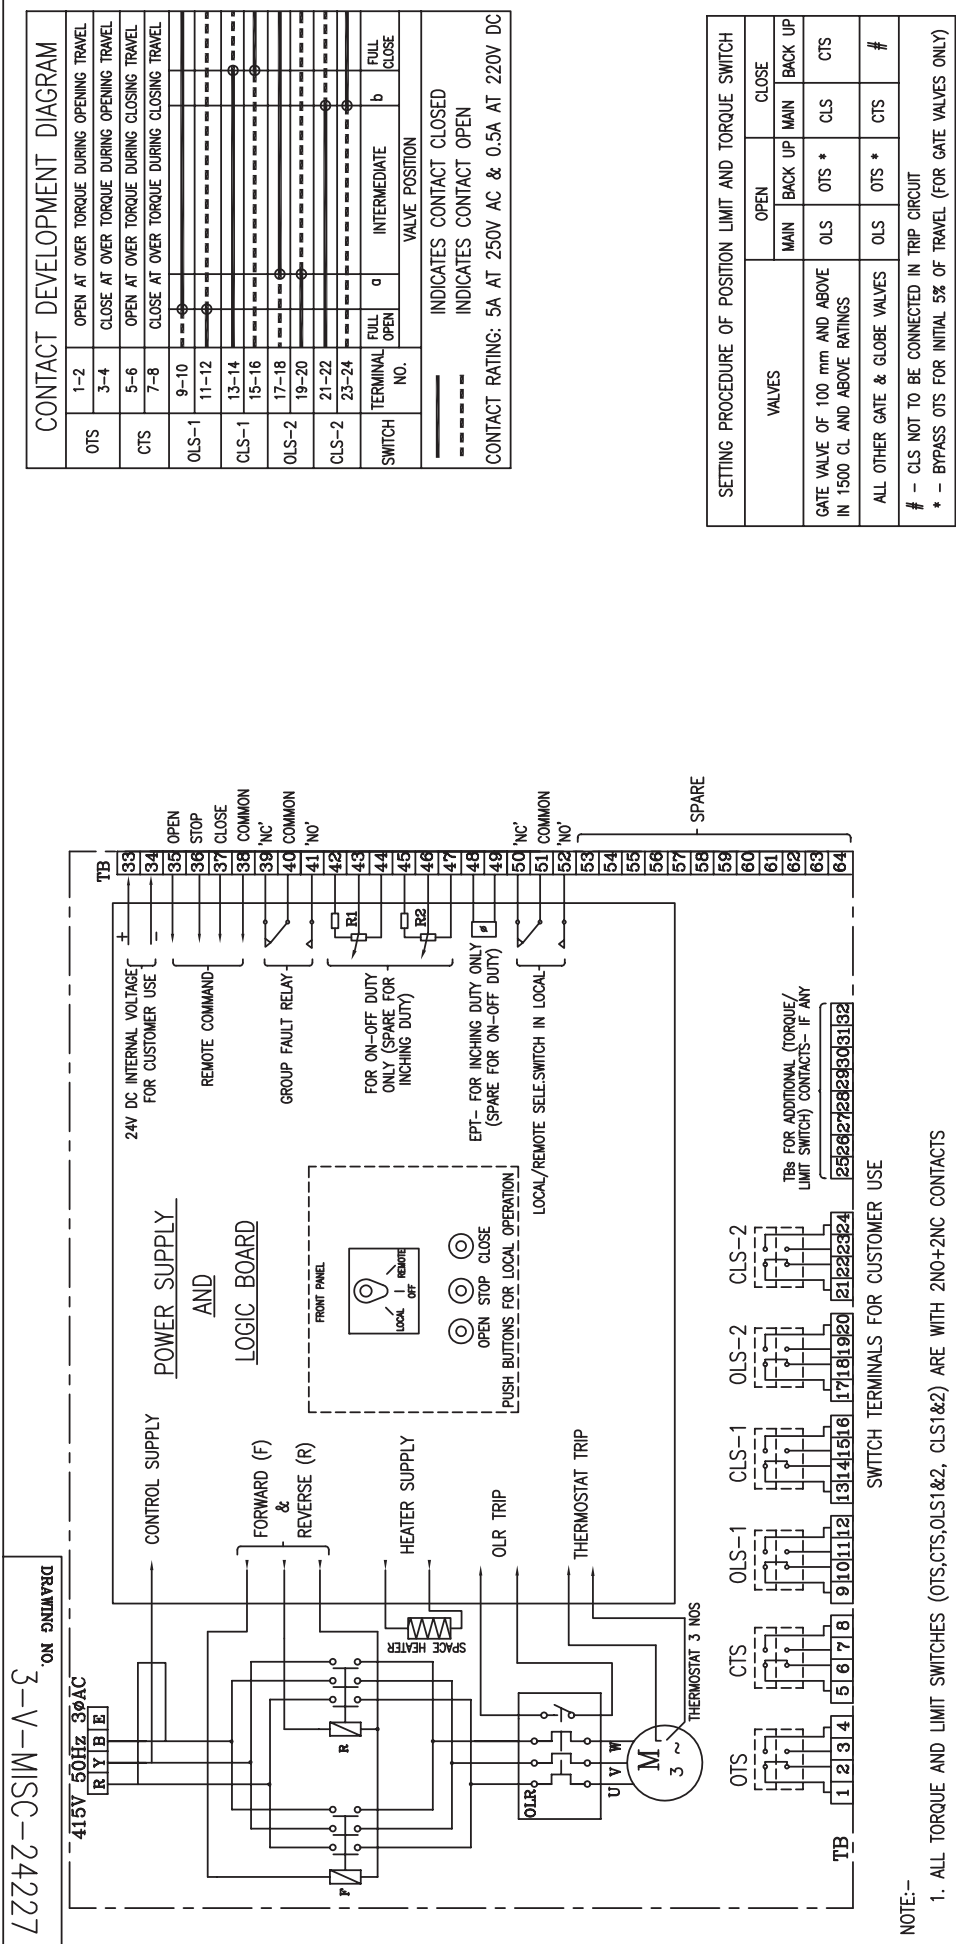 DRAWING NO.
3-V-MISC-24227
415V 50Hz 3øAC
R Y B E
CONTROL SUPPLY
FORWARD (F)
&
REVERSE (R)
HEATER SUPPLY
SPACE HEATER
OLR TRIP
THERMOSTAT TRIP
THERMOSTAT 3 NOS
F
R
OLR
U V W
M
3 ~
POWER SUPPLY
AND
LOGIC BOARD
FRONT PANEL
LOCAL
OFF
REMOTE
OPEN STOP CLOSE
PUSH BUTTONS FOR LOCAL OPERATION
24V DC INTERNAL VOLTAGE
FOR CUSTOMER USE
+
-
REMOTE COMMAND
GROUP FAULT RELAY
FOR ON-OFF DUTY
ONLY (SPARE FOR
INCHING DUTY)
R1
R2
EPT- FOR INCHING DUTY ONLY
(SPARE FOR ON-OFF DUTY)
ø
LOCAL/REMOTE SELE.SWITCH IN LOCAL
TB
33
34
35 OPEN
36 STOP
37 CLOSE
38 COMMON
39 'NC'
40 COMMON
41 'NO'
42
43
44
45
46
47
48
49
50 'NC'
51 COMMON
52 'NO'
53
54
55
56
57
58
59
60
61
62
63
64
SPARE
OTS CTS OLS-1 CLS-1 OLS-2 CLS-2
TBs FOR ADDITIONAL (TORQUE/
LIMIT SWITCH) CONTACTS- IF ANY
TB
1 2 3 4 5 6 7 8 9 10 11 12 13 14 15 16 17 18 19 20 21 22 23 24 25 26 27 28 29 30 31 32
SWTTCH TERMINALS FOR CUSTOMER USE
NOTE:-
1. ALL TORQUE AND LIMIT SWITCHES (OTS,CTS,OLS1&2, CLS1&2) ARE WITH 2NO+2NC CONTACTS
CONTACT DEVELOPMENT DIAGRAM
OTS
1-2 OPEN AT OVER TORQUE DURING OPENING TRAVEL
3-4 CLOSE AT OVER TORQUE DURING OPENING TRAVEL
CTS
5-6 OPEN AT OVER TORQUE DURING CLOSING TRAVEL
7-8 CLOSE AT OVER TORQUE DURING CLOSING TRAVEL
OLS-1
9-10
11-12
CLS-1
13-14
15-16
OLS-2
17-18
19-20
CLS-2
21-22
23-24
SWITCH
TERMINAL
NO.
FULL
OPEN
a
INTERMEDIATE
b
FULL
CLOSE
VALVE POSITION
INDICATES CONTACT CLOSED
INDICATES CONTACT OPEN
CONTACT RATING: 5A AT 250V AC & 0.5A AT 220V DC
SETTING PROCEDURE OF POSITION LIMIT AND TORQUE SWITCH
VALVES
OPEN CLOSE
MAIN BACK UP MAIN BACK UP
GATE VALVE OF 100 mm AND ABOVE
IN 1500 CL AND ABOVE RATINGS
OLS OTS * CLS CTS
ALL OTHER GATE & GLOBE VALVES OLS OTS * CTS #
# - CLS NOT TO BE CONNECTED IN TRIP CIRCUIT
* - BYPASS OTS FOR INITIAL 5% OF TRAVEL (FOR GATE VALVES ONLY)